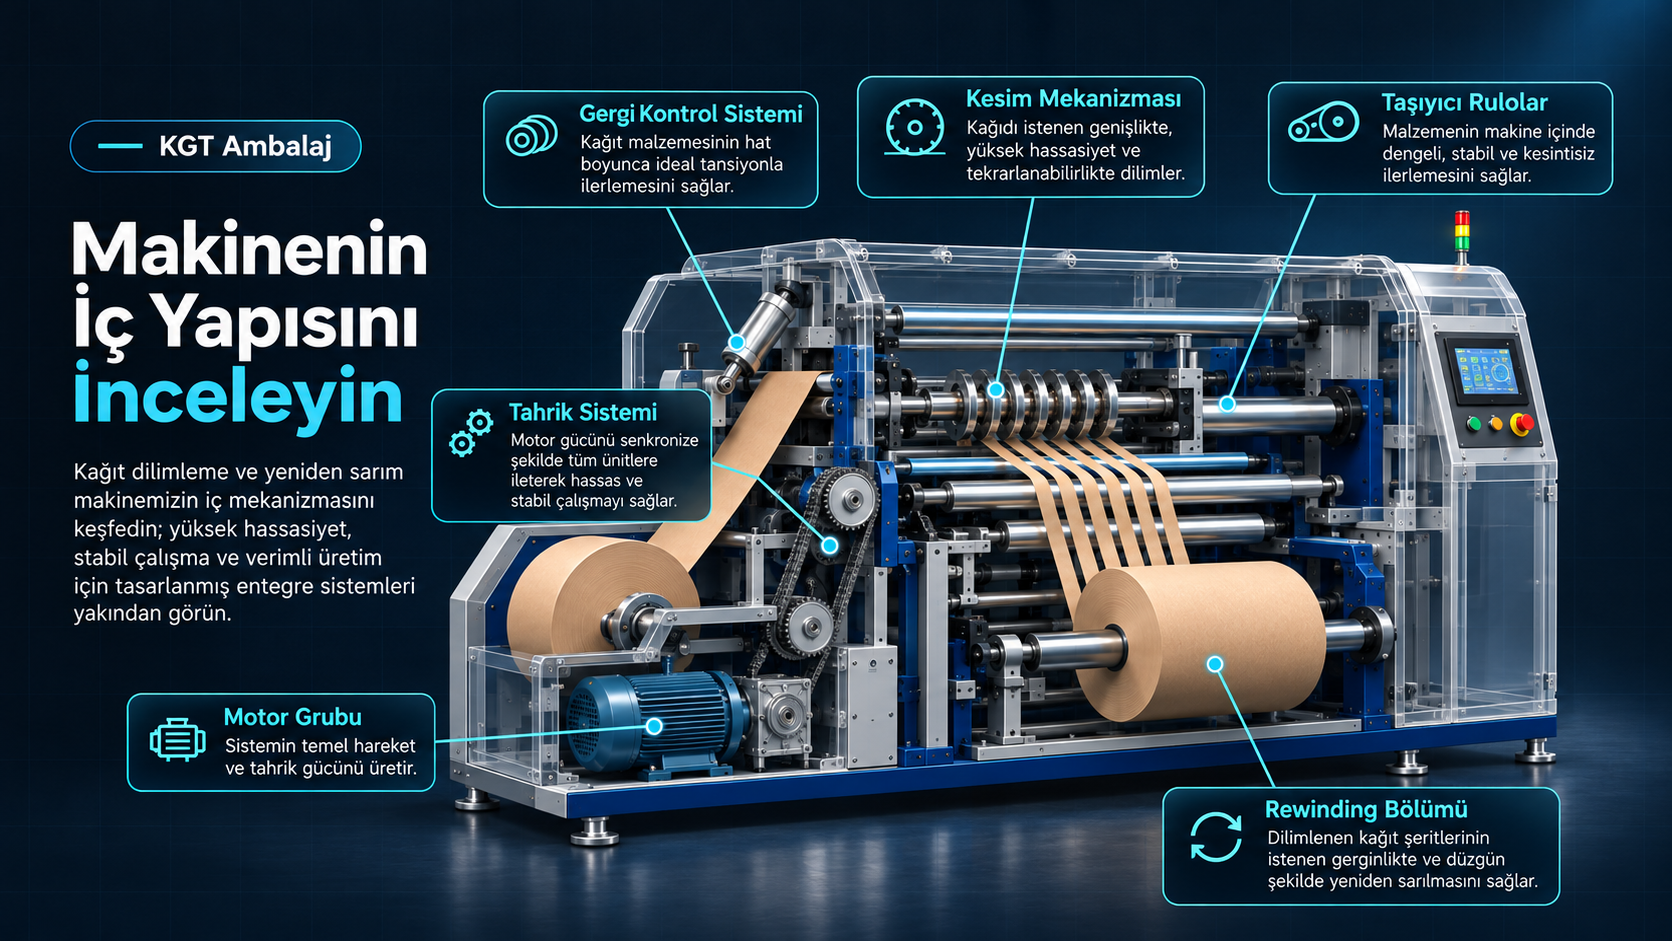 KGT Ambalaj
Makinenin
İç Yapısını
inceleyin
Kağıt dilimleme ve yeniden sarım
makinemizin iç mekanizmasını
keşfedin; yüksek hassasiyet,
stabil çalışma ve verimli üretim
için tasarlanmış entegre sistemleri
yakından görün.
Gergi Kontrol Sistemi
Kağıt malzemesinin hat
boyunca ideal tansiyonla
ilerlemesini sağlar.
Kesim Mekanizması
Kağıdı istenen genişlikte,
yüksek hassasiyet ve
tekrarlanabilirlikte dilimler.
Taşıyıcı Rulolar
Malzemenin makine içinde
dengeli, stabil ve kesintisiz
ilerlemesini sağlar.
Tahrik Sistemi
Motor gücünü senkronize
şekilde tüm ünitlere
ileterek hassas ve
stabil çalışmayı sağlar.
Motor Grubu
Sistemin temel hareket
ve tahrik gücünü üretir.
Rewinding Bölümü
Dilimlenen kağıt şeritlerinin
istenen gerginlikte ve düzgün
şekilde yeniden sarılmasını sağlar.